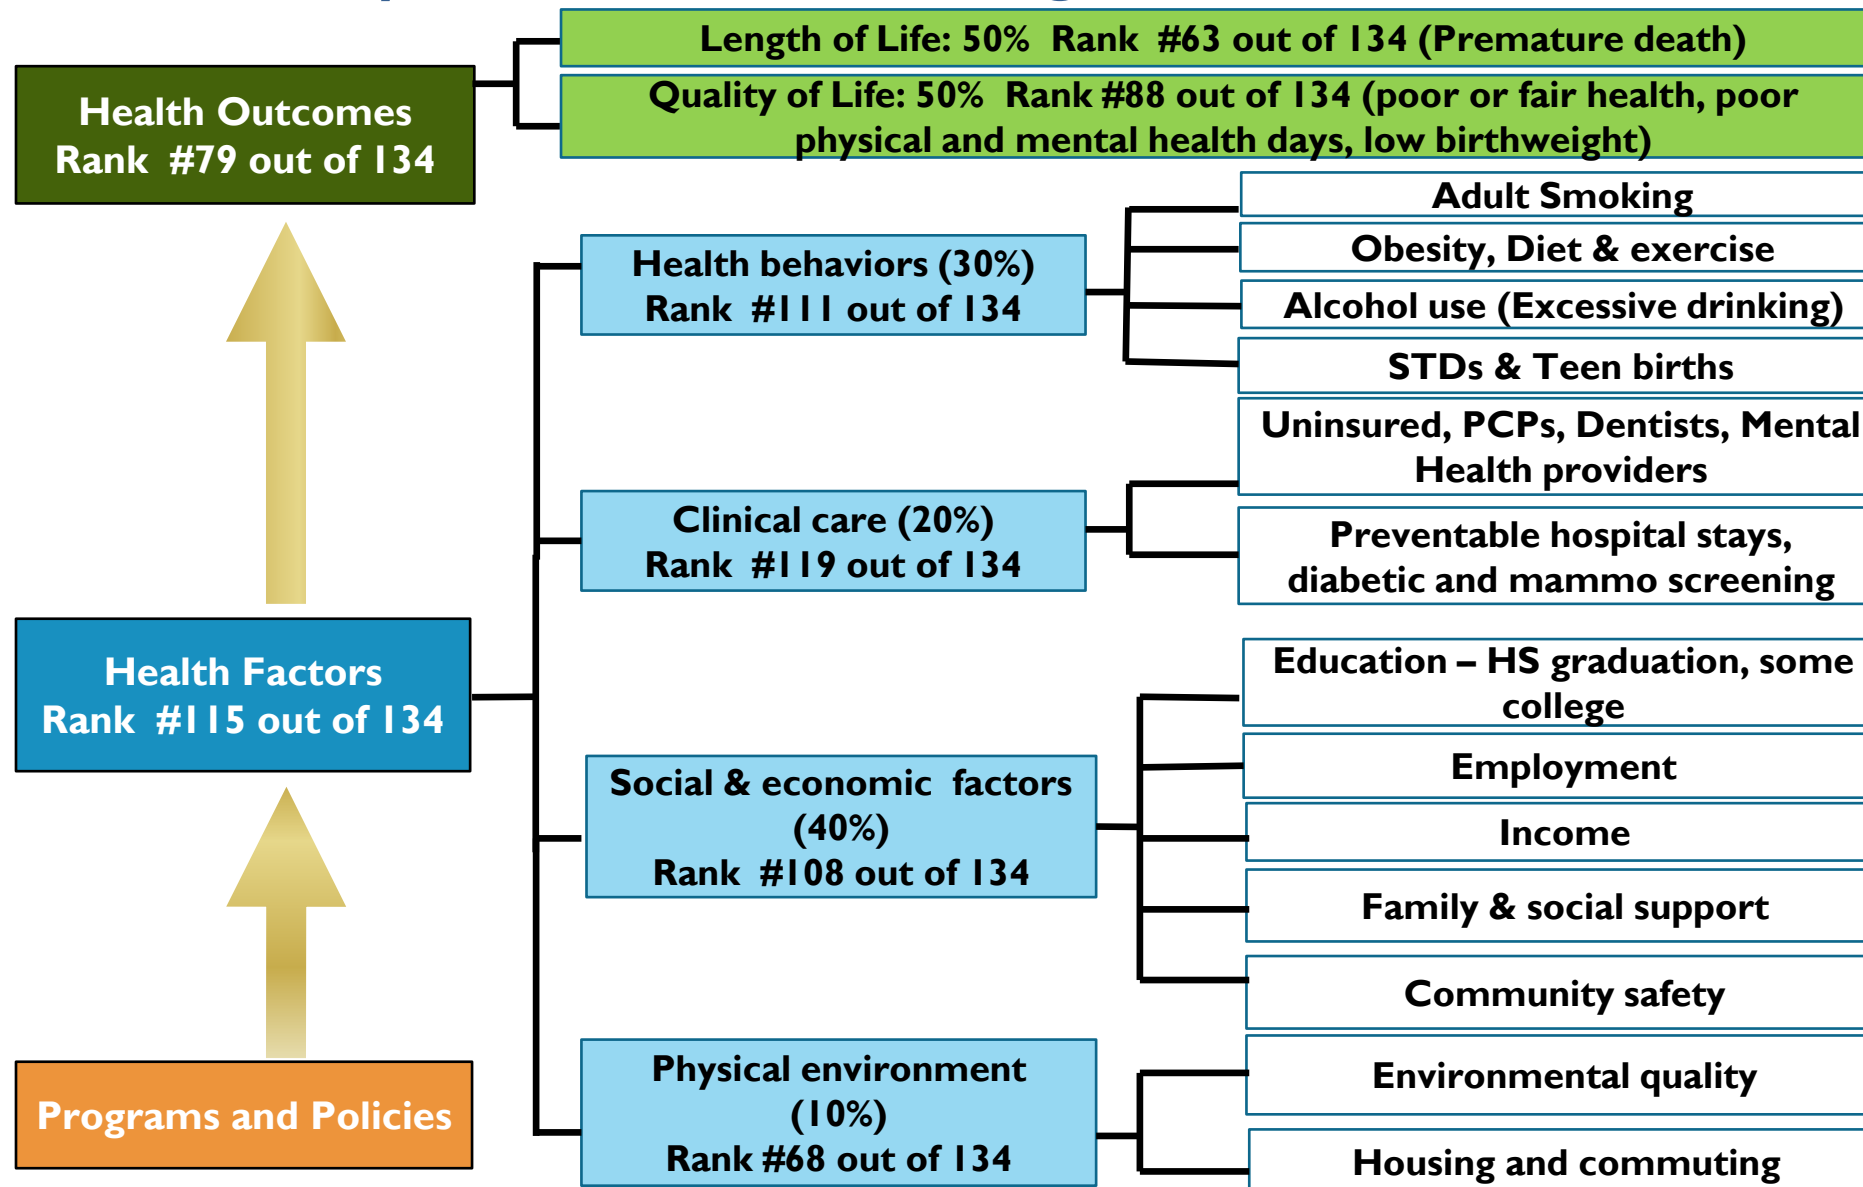 Length of Life: 50% Rank #63 out of 134 (Premature death)
Quality of Life: 50% Rank #88 out of 134 (poor or fair health, poor
physical and mental health days, low birthweight)
Health Outcomes
Rank #79 out of 134
Health behaviors (30%)
Rank #111 out of 134
Adult Smoking
Obesity, Diet & exercise
Alcohol use (Excessive drinking)
STDs & Teen births
Clinical care (20%)
Rank #119 out of 134
Uninsured, PCPs, Dentists, Mental
Health providers
Preventable hospital stays,
diabetic and mammo screening
Health Factors
Rank #115 out of 134
Social & economic factors
(40%)
Rank #108 out of 134
Education – HS graduation, some
college
Employment
Income
Family & social support
Community safety
Physical environment
(10%)
Rank #68 out of 134
Environmental quality
Housing and commuting
Programs and Policies